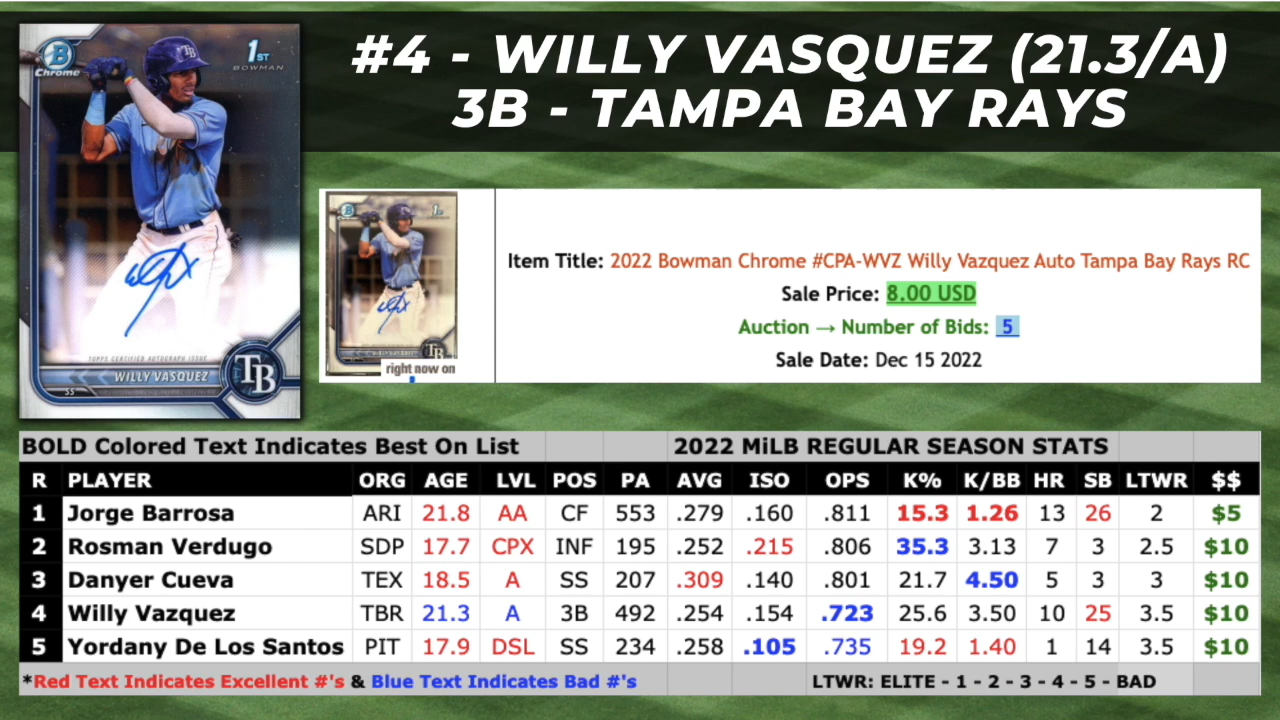 #4 - WILLY VASQUEZ (21.3/A)
3B - TAMPA BAY RAYS
B
Chrome
1ST
BOWMAN
TB
TOPPS CERTIFIED AUTOGRAPH ISSUE
WILLY VASQUEZ
SS
TB
right now on
Item Title: 2022 Bowman Chrome #CPA-WVZ Willy Vazquez Auto Tampa Bay Rays RC
Sale Price: 8.00 USD
Auction → Number of Bids: 5
Sale Date: Dec 15 2022
BOLD Colored Text Indicates Best On List 2022 MiLB REGULAR SEASON STATS
R PLAYER ORG AGE LVL POS PA AVG ISO OPS K% K/BB HR SB LTWR $$
1 Jorge Barrosa ARI 21.8 AA CF 553 .279 .160 .811 15.3 1.26 13 26 2 $5
2 Rosman Verdugo SDP 17.7 CPX INF 195 .252 .215 .806 35.3 3.13 7 3 2.5 $10
3 Danyer Cueva TEX 18.5 A SS 207 .309 .140 .801 21.7 4.50 5 3 3 $10
4 Willy Vazquez TBR 21.3 A 3B 492 .254 .154 .723 25.6 3.50 10 25 3.5 $10
5 Yordany De Los Santos PIT 17.9 DSL SS 234 .258 .105 .735 19.2 1.40 1 14 3.5 $10
*Red Text Indicates Excellent #'s & Blue Text Indicates Bad #'s LTWR: ELITE - 1 - 2 - 3 - 4 - 5 - BAD